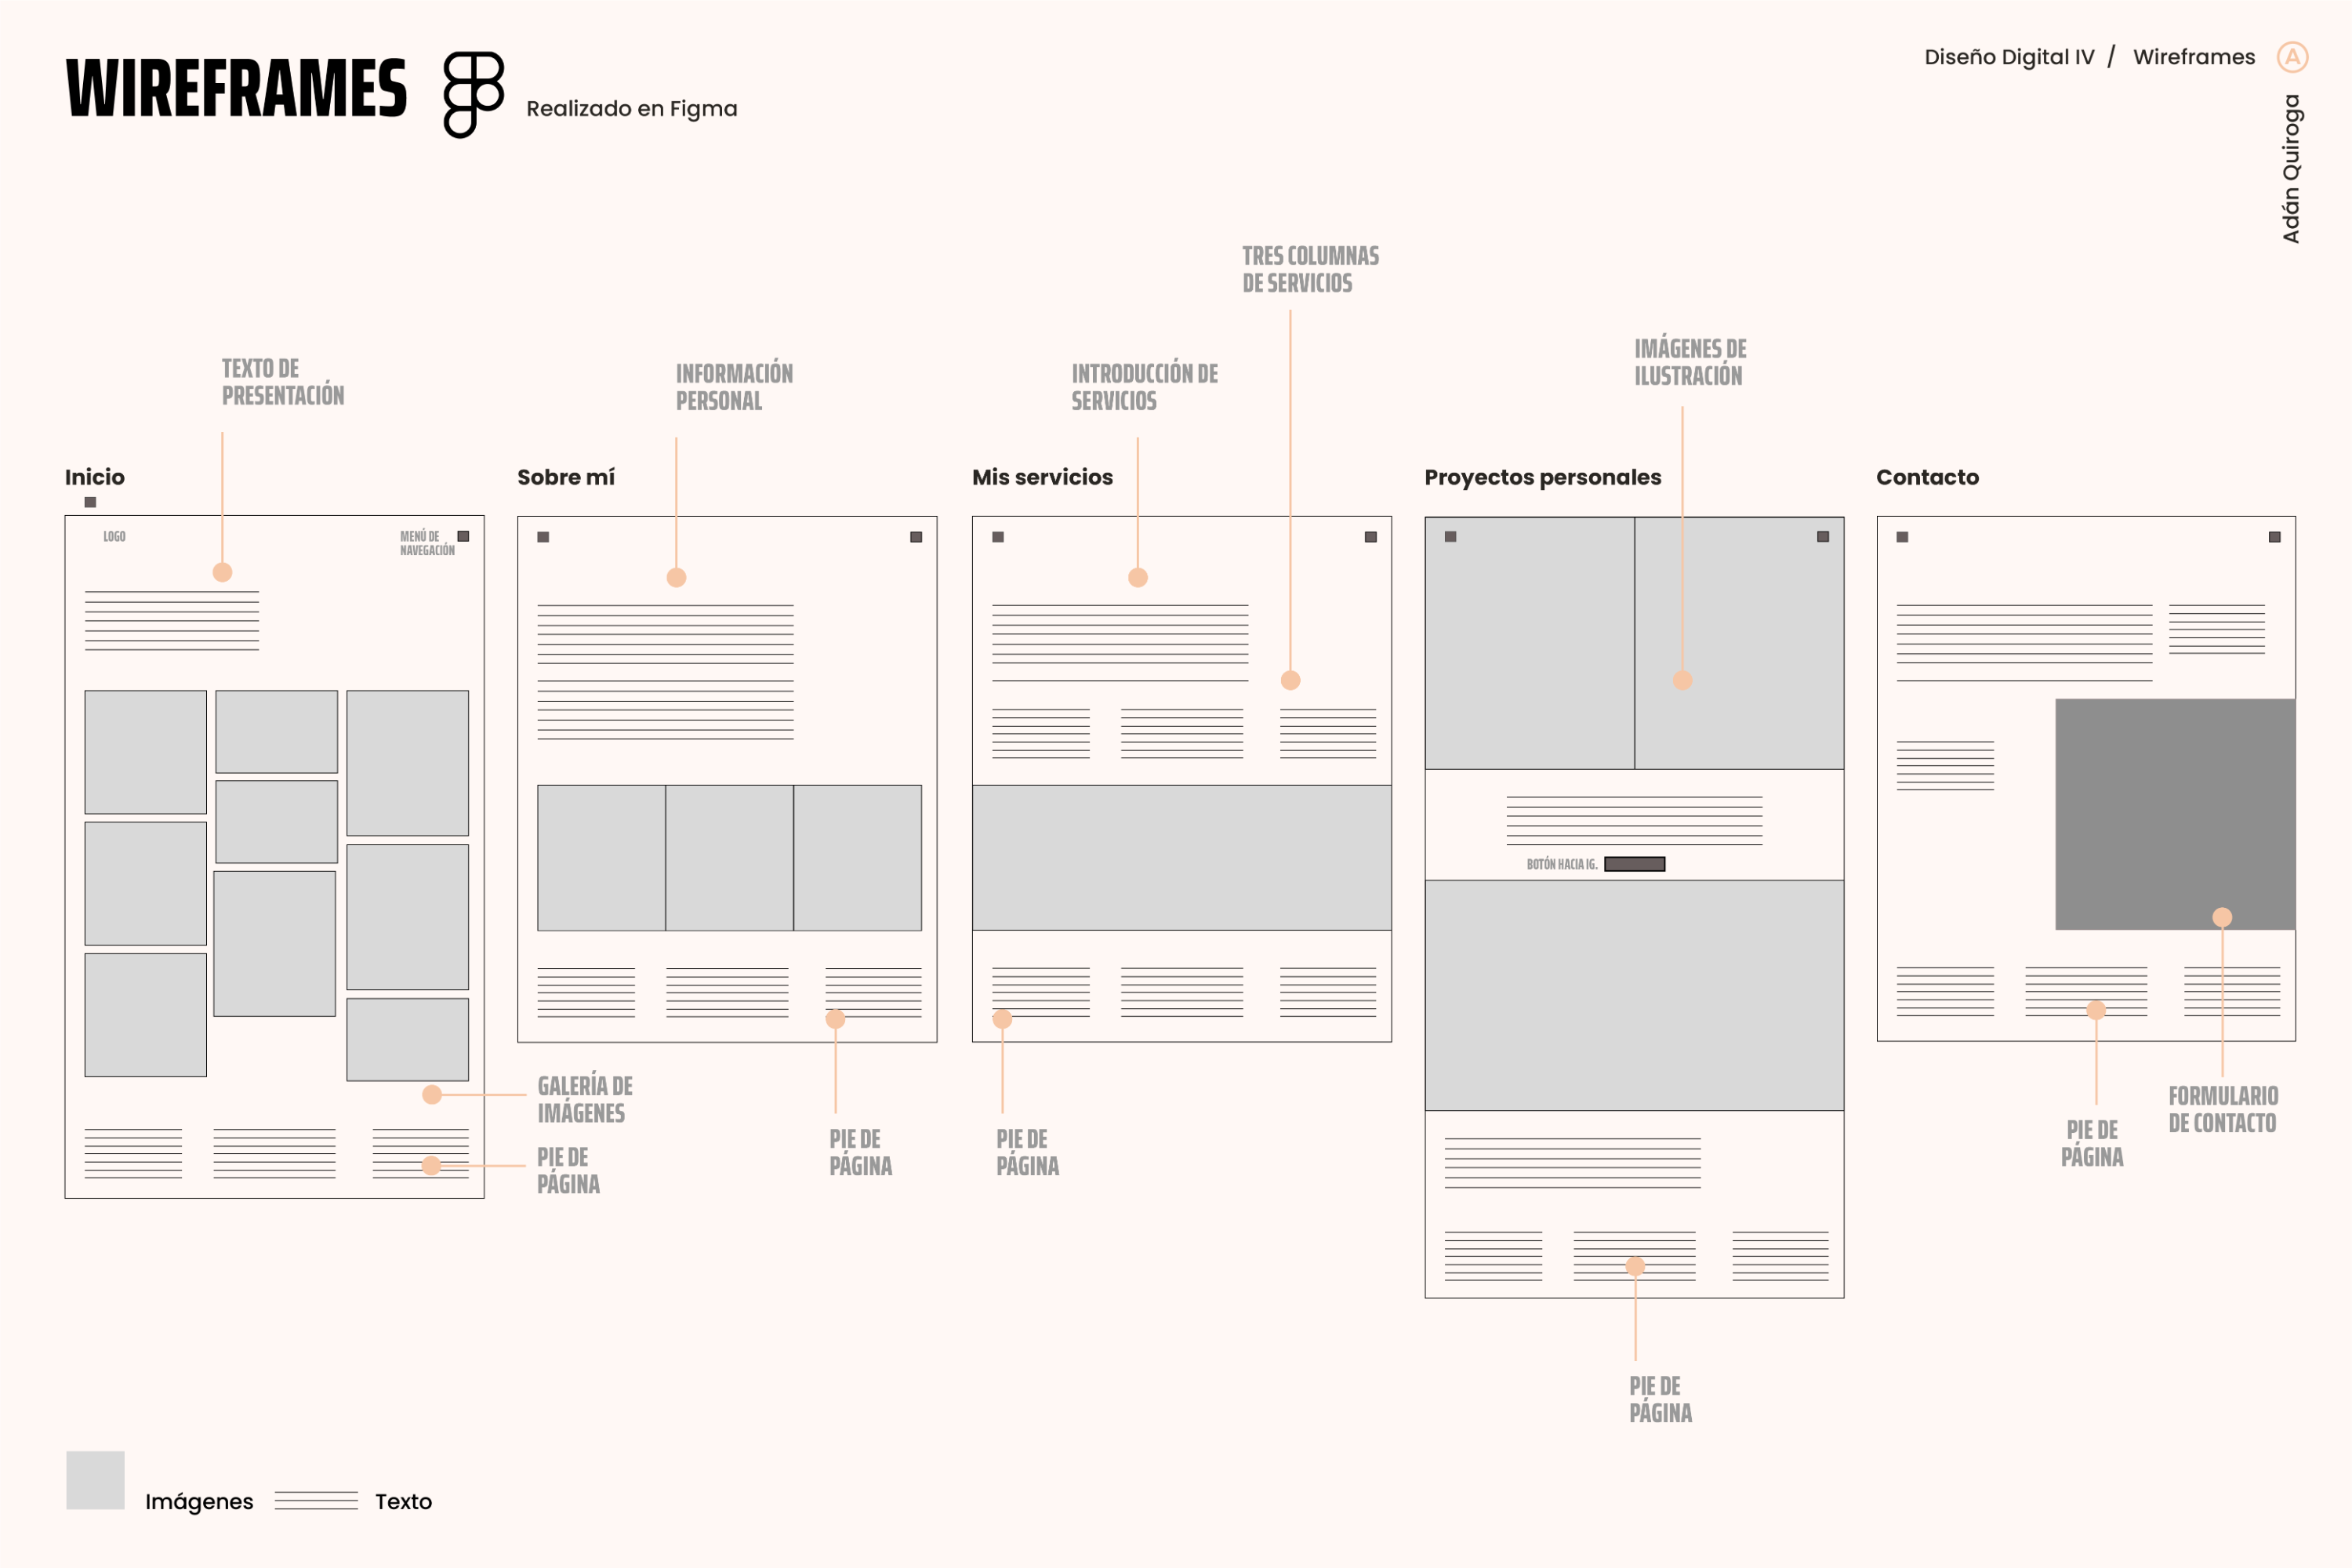 WIREFRAMES
Realizado en Figma
Diseño Digital IV / Wireframes
A
Adán Quiroga
TRES COLUMNAS
DE SERVICIOS
TEXTO DE
PRESENTACIÓN
INFORMACIÓN
PERSONAL
INTRODUCCIÓN DE
SERVICIOS
IMÁGENES DE
ILUSTRACIÓN
Inicio
Sobre mí
Mis servicios
Proyectos personales
Contacto
LOGO
MENÚ DE
NAVEGACIÓN
BOTÓN HACIA IG.
GALERÍA DE
IMÁGENES
PIE DE
PÁGINA
PIE DE
PÁGINA
PIE DE
PÁGINA
PIE DE
PÁGINA
FORMULARIO
DE CONTACTO
PIE DE
PÁGINA
Imágenes
Texto